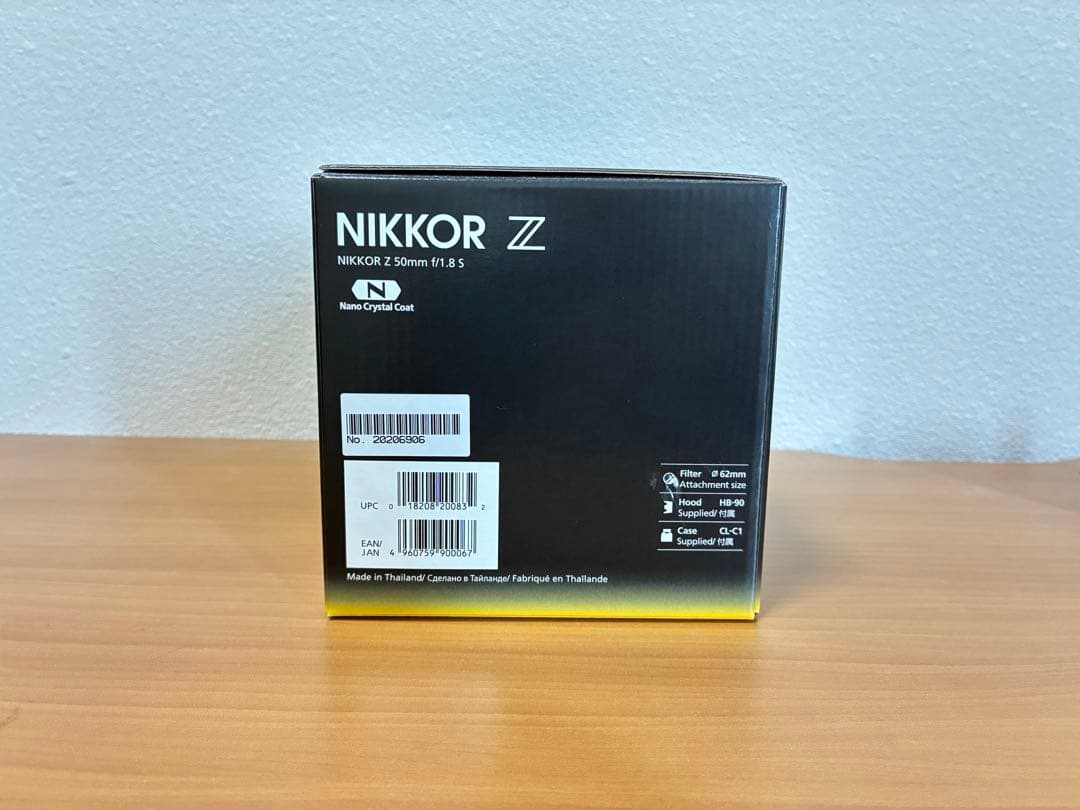 NIKKOR Z
NIKKOR Z 50mm f/1.8 S
N
Nano Crystal Coat
No. 20206906
UPC 0 18208 20083 2
EAN/
JAN 4 960759 900067
Filter ⌀ 62mm
Attachment size
Hood HB-90
Supplied/ 付属
Case CL-C1
Supplied/ 付属
Made in Thailand/ Сделано в Тайланде/ Fabriqué en Thaïlande